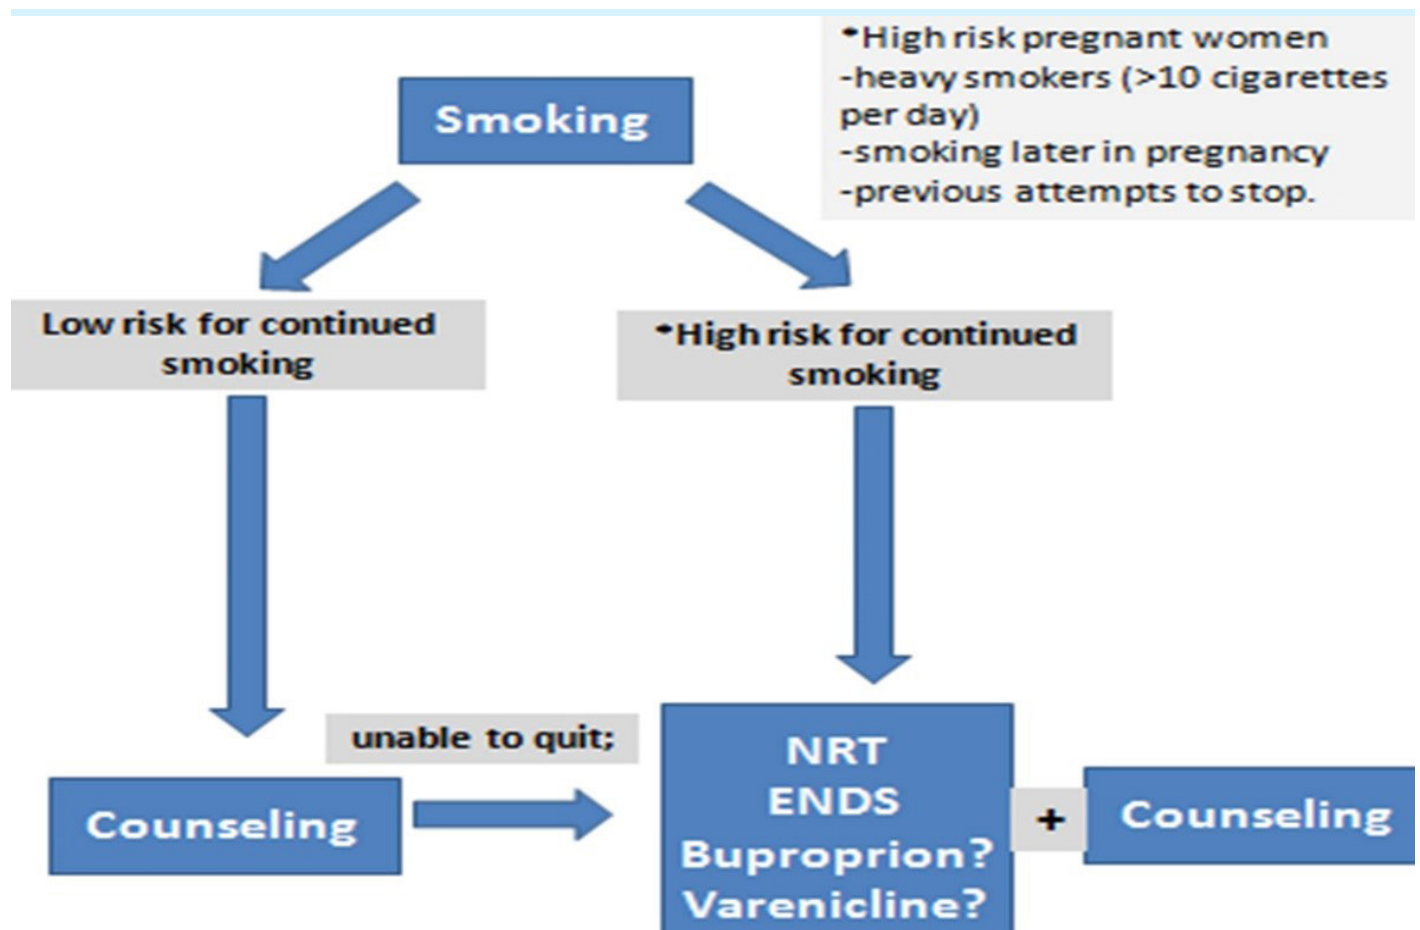 *High risk pregnant women
-heavy smokers (>10 cigarettes
per day)
-smoking later in pregnancy
-previous attempts to stop.
Smoking
Low risk for continued
smoking
*High risk for continued
smoking
unable to quit;
Counseling
NRT
ENDS
Buproprion?
Varenicline?
+
Counseling